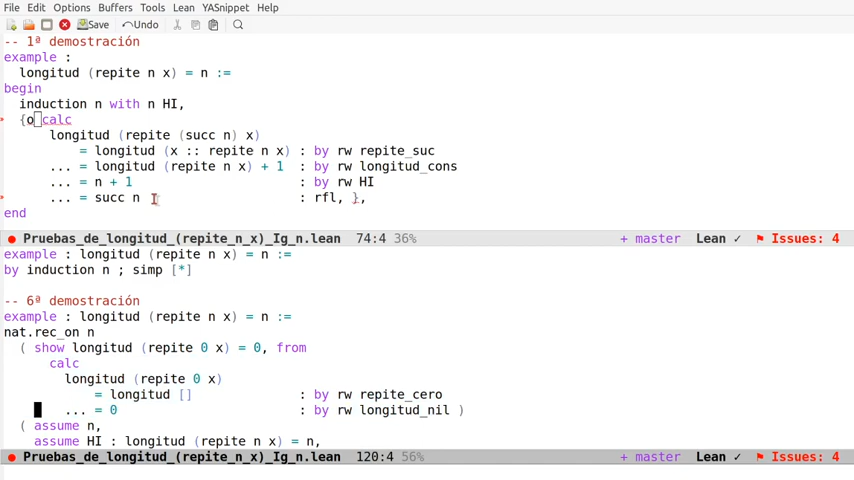 File Edit Options Buffers Tools Lean YASnippet Help
Save Undo
-- 1ª demostración
example :
longitud (repite n x) = n :=
begin
induction n with n HI,
{o calc
longitud (repite (succ n) x)
= longitud (x :: repite n x) : by rw repite_suc
... = longitud (repite n x) + 1 : by rw longitud_cons
... = n + 1 : by rw HI
... = succ n : rfl, },
end
Pruebas_de_longitud_(repite_n_x)_Ig_n.lean 74:4 36% + master Lean ✓ Issues: 4
example : longitud (repite n x) = n :=
by induction n ; simp [*]
-- 6ª demostración
example : longitud (repite n x) = n :=
nat.rec_on n
( show longitud (repite 0 x) = 0, from
calc
longitud (repite 0 x)
= longitud [] : by rw repite_cero
... = 0 : by rw longitud_nil )
( assume n,
assume HI : longitud (repite n x) = n,
Pruebas_de_longitud_(repite_n_x)_Ig_n.lean 120:4 56% + master Lean ✓ Issues: 4